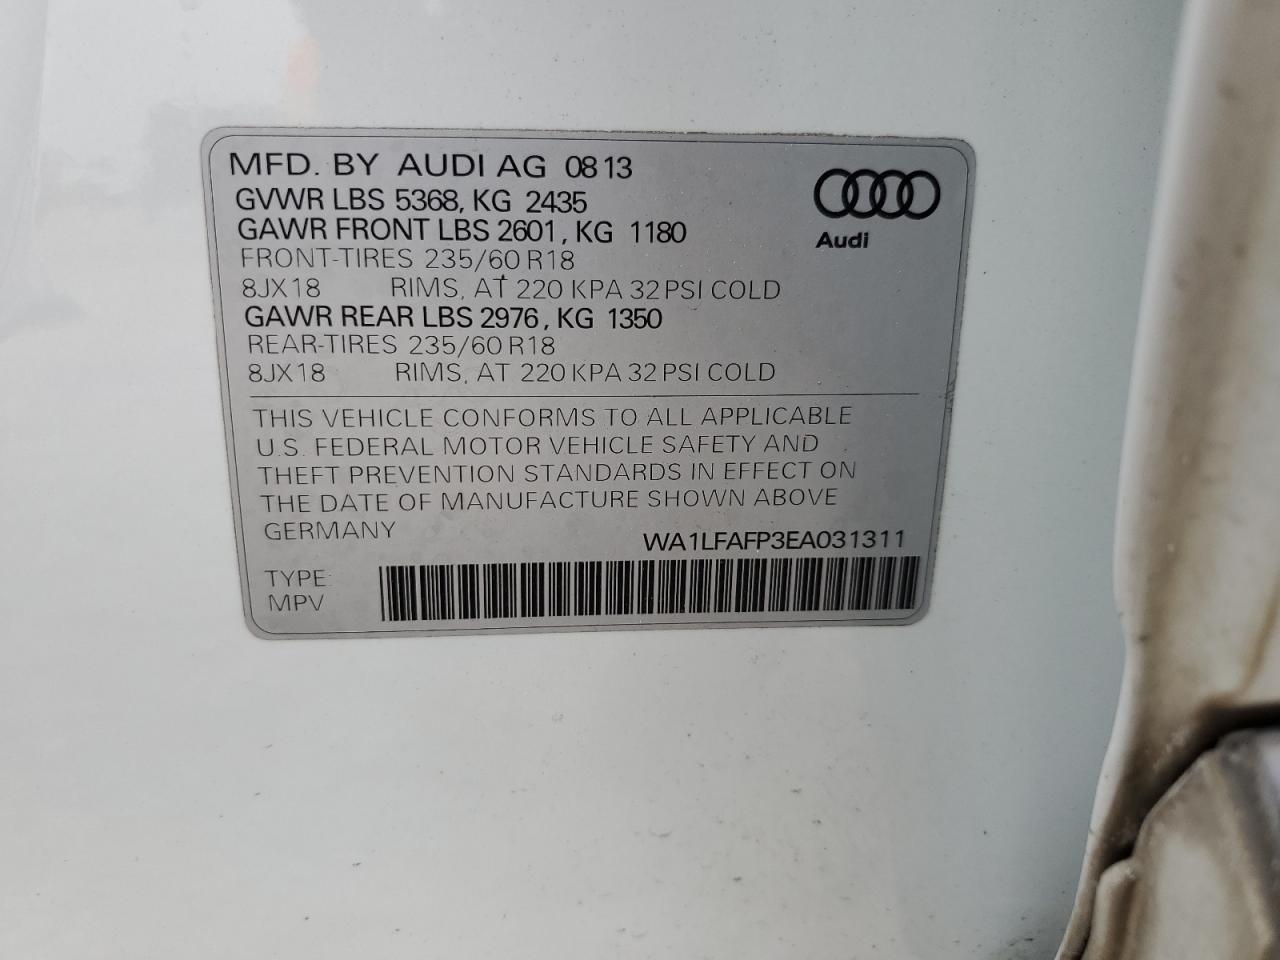 MFD. BY AUDI AG 0813
GVWR LBS 5368, KG 2435
GAWR FRONT LBS 2601, KG 1180
FRONT-TIRES 235/60 R18
8JX18 RIMS, AT 220 KPA 32 PSI COLD
GAWR REAR LBS 2976, KG 1350
REAR-TIRES 235/60 R18
8JX18 RIMS, AT 220 KPA 32 PSI COLD
Audi
THIS VEHICLE CONFORMS TO ALL APPLICABLE
U.S. FEDERAL MOTOR VEHICLE SAFETY AND
THEFT PREVENTION STANDARDS IN EFFECT ON
THE DATE OF MANUFACTURE SHOWN ABOVE
GERMANY WA1LFAFP3EA031311
TYPE:
MPV